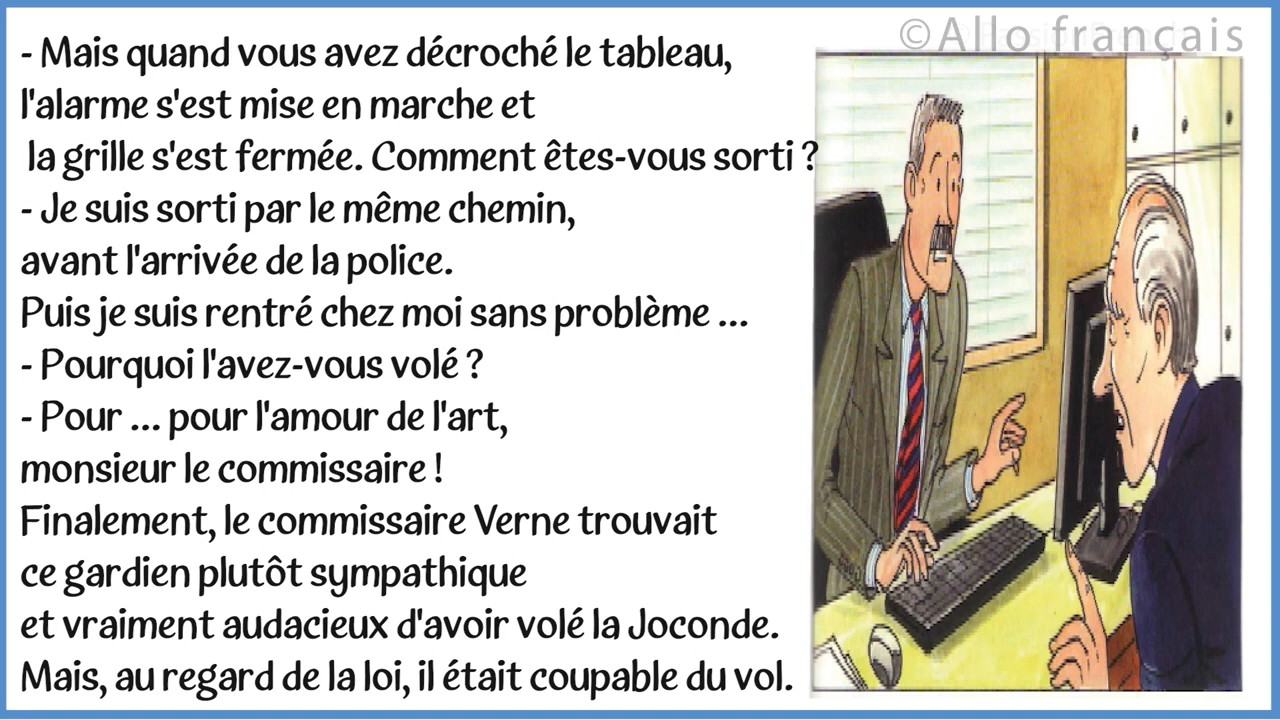 ©Allo français
- Mais quand vous avez décroché le tableau,
l'alarme s'est mise en marche et
la grille s'est fermée. Comment êtes-vous sorti ?
- Je suis sorti par le même chemin,
avant l'arrivée de la police.
Puis je suis rentré chez moi sans problème ...
- Pourquoi l'avez-vous volé ?
- Pour ... pour l'amour de l'art,
monsieur le commissaire !
Finalement, le commissaire Verne trouvait
ce gardien plutôt sympathique
et vraiment audacieux d'avoir volé la Joconde.
Mais, au regard de la loi, il était coupable du vol.